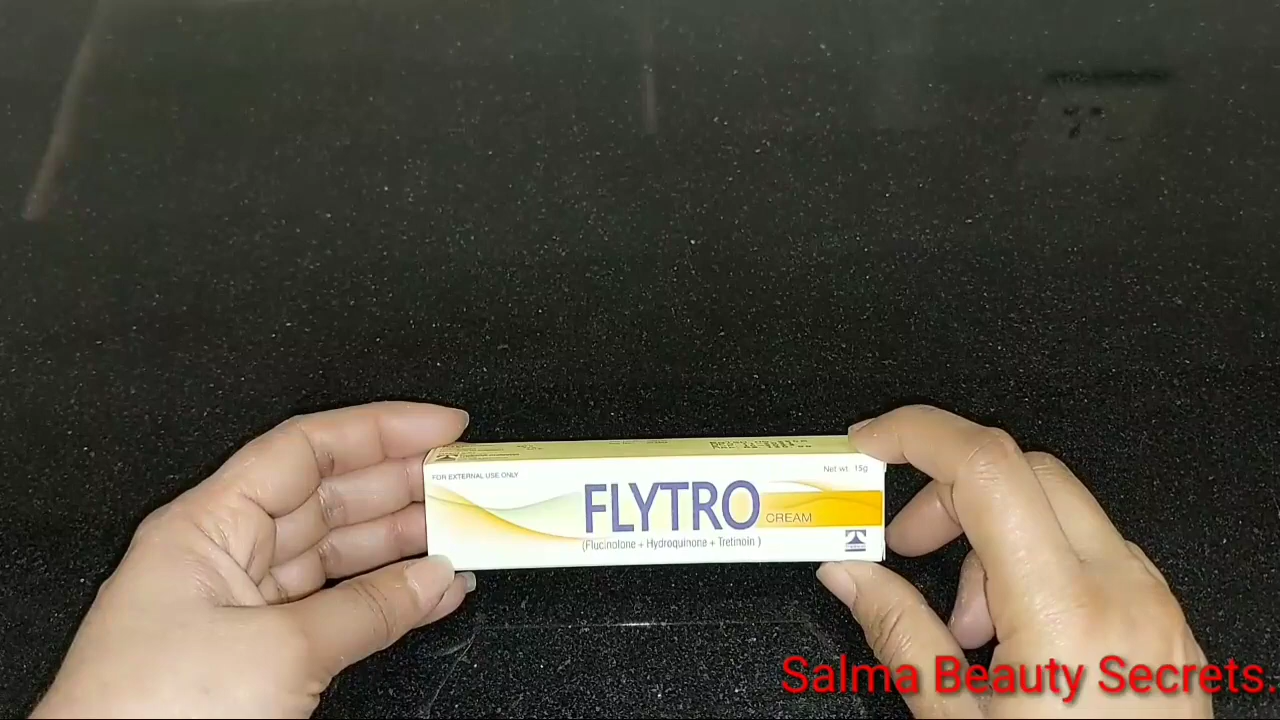 FOR EXTERNAL USE ONLY
Net wt. 15g
FLYTRO
CREAM
(Flucinolone + Hydroquinone + Tretinoin )
Salma Beauty Secrets.